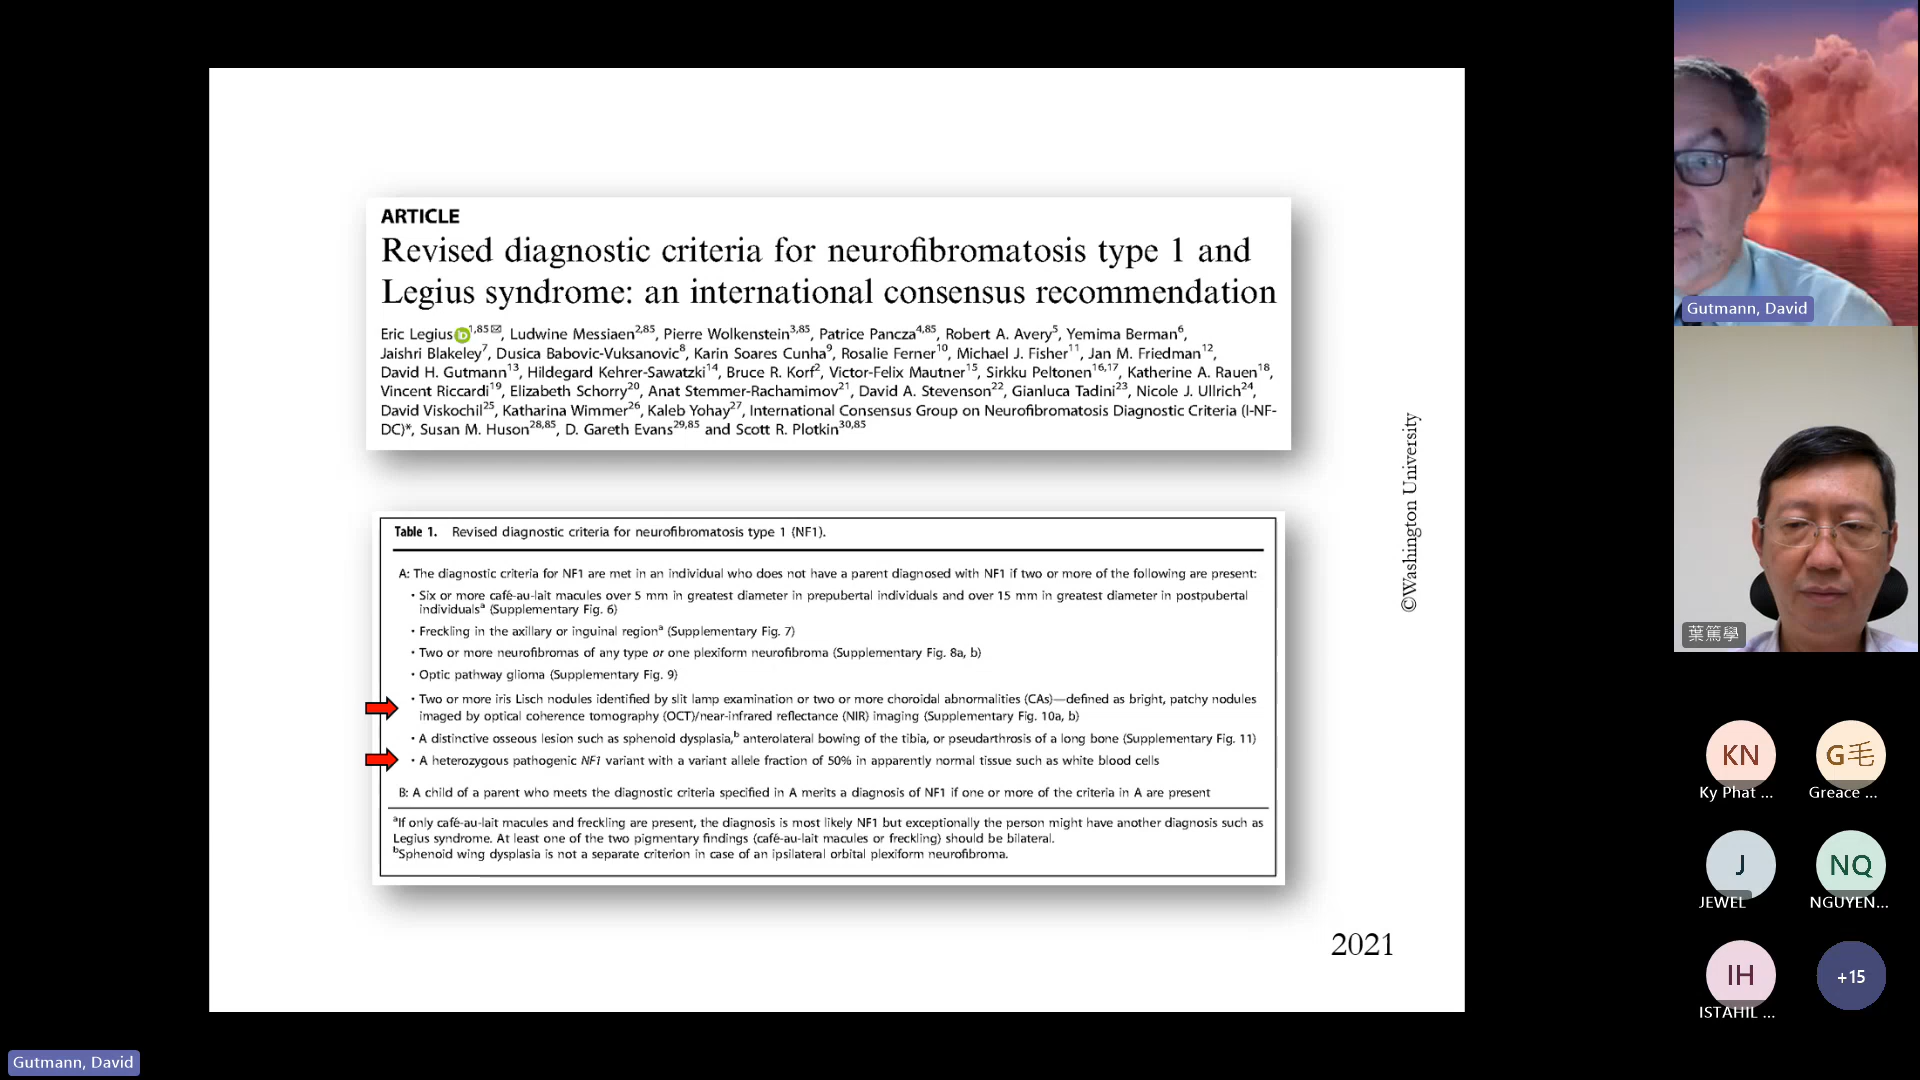 ARTICLE
Revised diagnostic criteria for neurofibromatosis type 1 and
Legius syndrome: an international consensus recommendation
Eric Legius 1,85✉, Ludwine Messiaen2,85, Pierre Wolkenstein3,85, Patrice Pancza4,85, Robert A. Avery5, Yemima Berman6,
Jaishri Blakeley7, Dusica Babovic-Vuksanovic8, Karin Soares Cunha9, Rosalie Ferner10, Michael J. Fisher11, Jan M. Friedman12,
David H. Gutmann13, Hildegard Kehrer-Sawatzki14, Bruce R. Korf2, Victor-Felix Mautner15, Sirkku Peltonen16,17, Katherine A. Rauen18,
Vincent Riccardi19, Elizabeth Schorry20, Anat Stemmer-Rachamimov21, David A. Stevenson22, Gianluca Tadini23, Nicole J. Ullrich24,
David Viskochil25, Katharina Wimmer26, Kaleb Yohay27, International Consensus Group on Neurofibromatosis Diagnostic Criteria (I-NF-
DC)*, Susan M. Huson28,85, D. Gareth Evans29,85 and Scott R. Plotkin30,85
Table 1. Revised diagnostic criteria for neurofibromatosis type 1 (NF1).
A: The diagnostic criteria for NF1 are met in an individual who does not have a parent diagnosed with NF1 if two or more of the following are present:
• Six or more café-au-lait macules over 5 mm in greatest diameter in prepubertal individuals and over 15 mm in greatest diameter in postpubertal
individualsa (Supplementary Fig. 6)
• Freckling in the axillary or inguinal regiona (Supplementary Fig. 7)
• Two or more neurofibromas of any type or one plexiform neurofibroma (Supplementary Fig. 8a, b)
• Optic pathway glioma (Supplementary Fig. 9)
• Two or more iris Lisch nodules identified by slit lamp examination or two or more choroidal abnormalities (CAs)—defined as bright, patchy nodules
imaged by optical coherence tomography (OCT)/near-infrared reflectance (NIR) imaging (Supplementary Fig. 10a, b)
• A distinctive osseous lesion such as sphenoid dysplasia,b anterolateral bowing of the tibia, or pseudarthrosis of a long bone (Supplementary Fig. 11)
• A heterozygous pathogenic NF1 variant with a variant allele fraction of 50% in apparently normal tissue such as white blood cells
B: A child of a parent who meets the diagnostic criteria specified in A merits a diagnosis of NF1 if one or more of the criteria in A are present
aIf only café-au-lait macules and freckling are present, the diagnosis is most likely NF1 but exceptionally the person might have another diagnosis such as
Legius syndrome. At least one of the two pigmentary findings (café-au-lait macules or freckling) should be bilateral.
bSphenoid wing dysplasia is not a separate criterion in case of an ipsilateral orbital plexiform neurofibroma.
©Washington University
2021
Gutmann, David
葉篤學
KN
Ky Phat ...
G毛
Greace ...
J
JEWEL
NQ
NGUYEN...
IH
ISTAHIL ...
+15
Gutmann, David